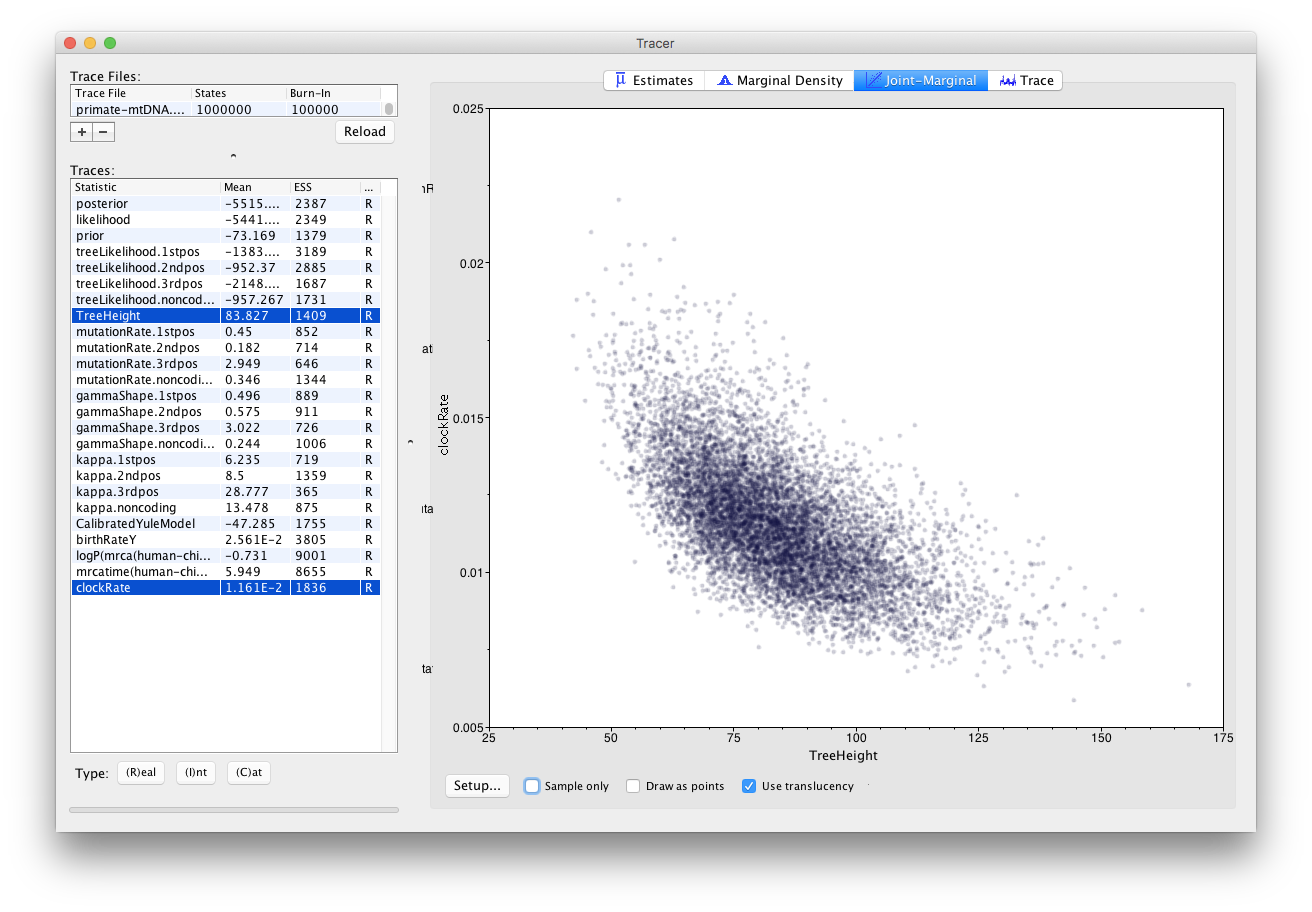 Tracer
Trace Files:
Trace File States Burn-In
primate-mtDNA.... 1000000 100000
+ − Reload
Traces:
Statistic Mean ESS ...
posterior −5515.... 2387 R
likelihood −5441.... 2349 R
prior −73.169 1379 R
treeLikelihood.1stpos −1383.... 3189 R
treeLikelihood.2ndpos −952.37 2885 R
treeLikelihood.3rdpos −2148.... 1687 R
treeLikelihood.noncod... −957.267 1731 R
TreeHeight 83.827 1409 R
mutationRate.1stpos 0.45 852 R
mutationRate.2ndpos 0.182 714 R
mutationRate.3rdpos 2.949 646 R
mutationRate.noncodi... 0.346 1344 R
gammaShape.1stpos 0.496 889 R
gammaShape.2ndpos 0.575 911 R
gammaShape.3rdpos 3.022 726 R
gammaShape.noncodi... 0.244 1006 R
kappa.1stpos 6.235 719 R
kappa.2ndpos 8.5 1359 R
kappa.3rdpos 28.777 365 R
kappa.noncoding 13.478 875 R
CalibratedYuleModel −47.285 1755 R
birthRateY 2.561E-2 3805 R
logP(mrca(human-chi... −0.731 9001 R
mrcatime(human-chi... 5.949 8655 R
clockRate 1.161E-2 1836 R
Type: (R)eal (I)nt (C)at
μ Estimates Marginal Density Joint-Marginal Trace
0.025
0.02
0.015
0.01
0.005
clockRate
25 50 75 100 125 150 175
TreeHeight
Setup... Sample only Draw as points Use translucency